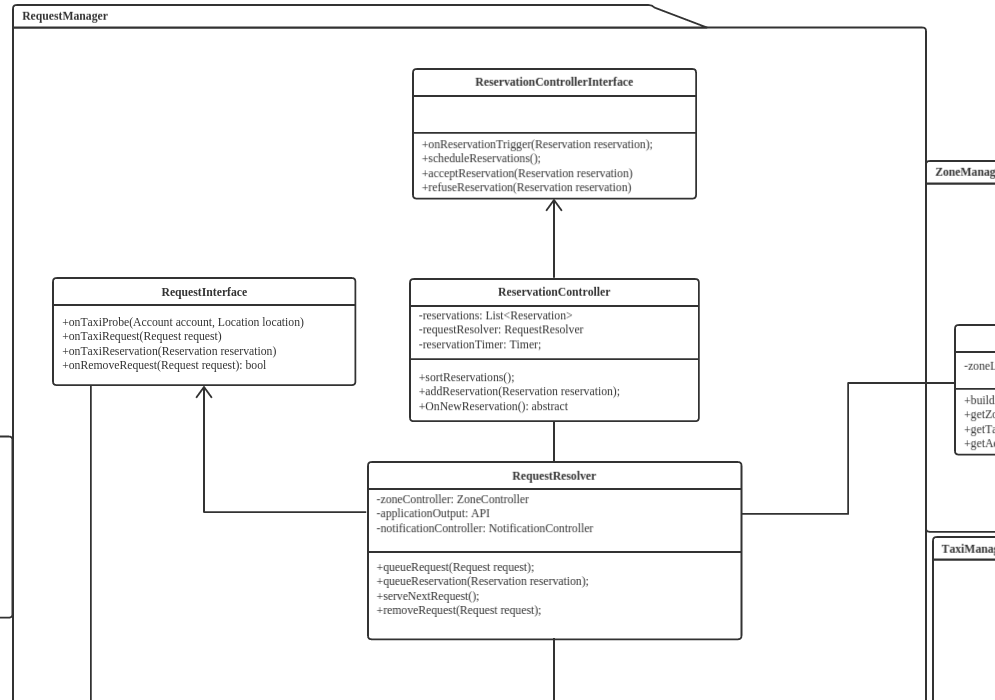 RequestManager
ReservationControllerInterface
+onReservationTrigger(Reservation reservation);
+scheduleReservations();
+acceptReservation(Reservation reservation)
+refuseReservation(Reservation reservation)
RequestInterface
+onTaxiProbe(Account account, Location location)
+onTaxiRequest(Request request)
+onTaxiReservation(Reservation reservation)
+onRemoveRequest(Request request): bool
ReservationController
-reservations: List<Reservation>
-requestResolver: RequestResolver
-reservationTimer: Timer;
+sortReservations();
+addReservation(Reservation reservation);
+OnNewReservation(): abstract
RequestResolver
-zoneController: ZoneController
-applicationOutput: API
-notificationController: NotificationController
+queueRequest(Request request);
+queueReservation(Reservation reservation);
+serveNextRequest();
+removeRequest(Request request);
ZoneManag
-zoneL
+build
+getZo
+getTa
+getAd
TaxiManag